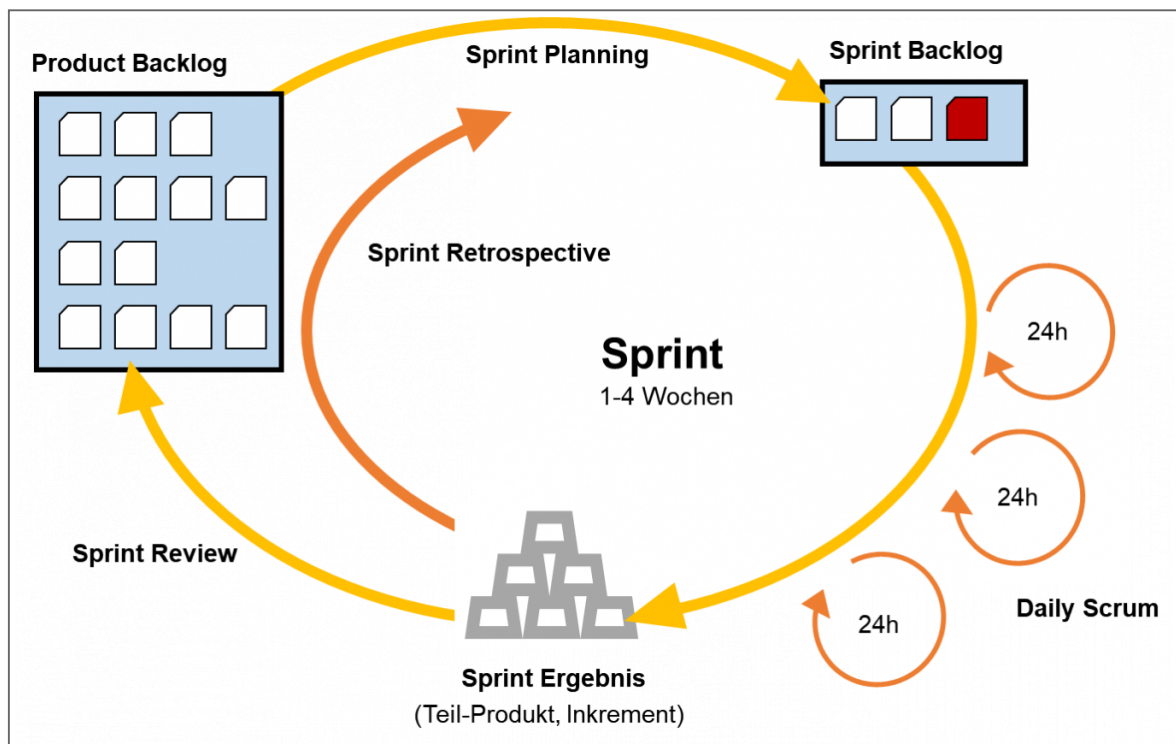 Product Backlog
Sprint Planning
Sprint Backlog
Sprint Retrospective
Sprint
1-4 Wochen
24h
24h
24h
Daily Scrum
Sprint Review
Sprint Ergebnis
(Teil-Produkt, Inkrement)